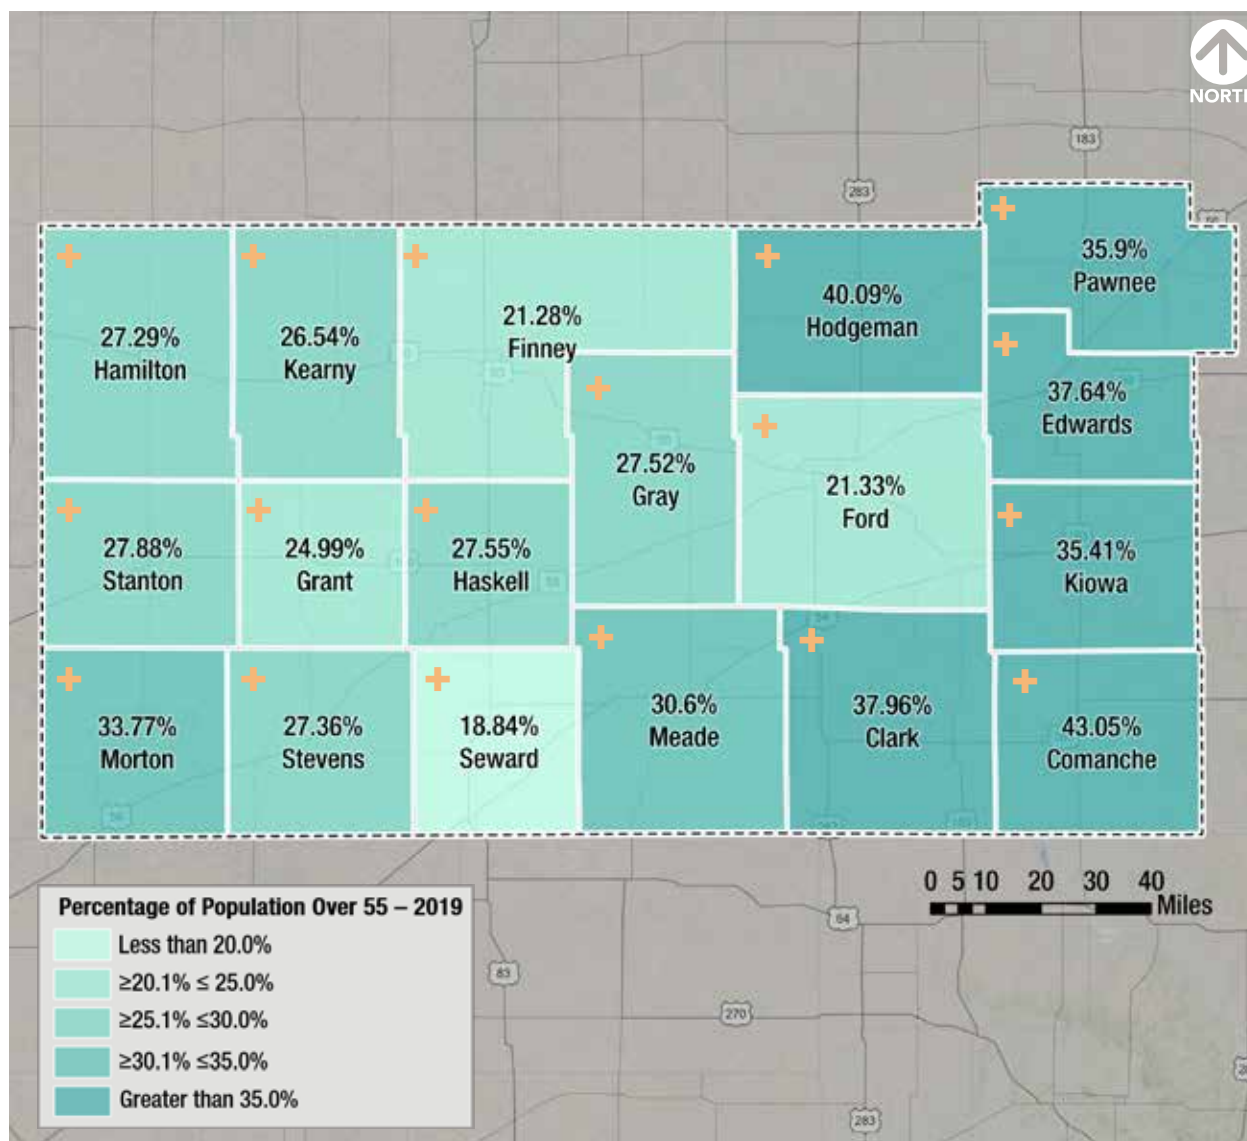 NORTH
183
283
35.9%
Pawnee
40.09%
Hodgeman
27.29%
Hamilton
26.54%
Kearny
21.28%
Finney
37.64%
Edwards
27.52%
Gray
21.33%
Ford
27.88%
Stanton
24.99%
Grant
27.55%
Haskell
35.41%
Kiowa
33.77%
Morton
27.36%
Stevens
18.84%
Seward
30.6%
Meade
37.96%
Clark
43.05%
Comanche
0 5 10 20 30 40
Miles
Percentage of Population Over 55 – 2019
Less than 20.0%
≥20.1% ≤ 25.0%
≥25.1% ≤30.0%
≥30.1% ≤35.0%
Greater than 35.0%
64
83
270
283